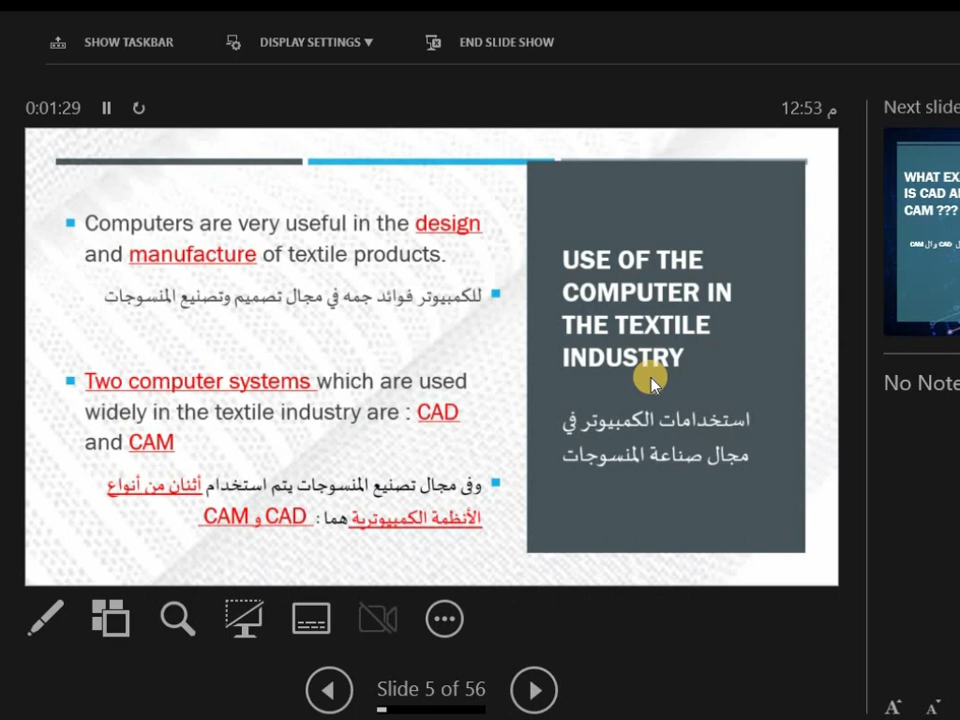 SHOW TASKBAR
DISPLAY SETTINGS ▼
END SLIDE SHOW
0:01:29
12:53 م
Computers are very useful in the design
and manufacture of textile products.
للكمبيوتر فوائد جمه في مجال تصميم وتصنيع المنسوجات
Two computer systems which are used
widely in the textile industry are : CAD
and CAM
وفى مجال تصنيع المنسوجات يتم استخدام أثنان من أنواع
الأنظمة الكمبيوترية هما : CAD و CAM
USE OF THE
COMPUTER IN
THE TEXTILE
INDUSTRY
استخدامات الكمبيوتر في
مجال صناعة المنسوجات
Next slide
WHAT EX
IS CAD A
CAM ???
CAD وال CAM
No Note
Slide 5 of 56
A A